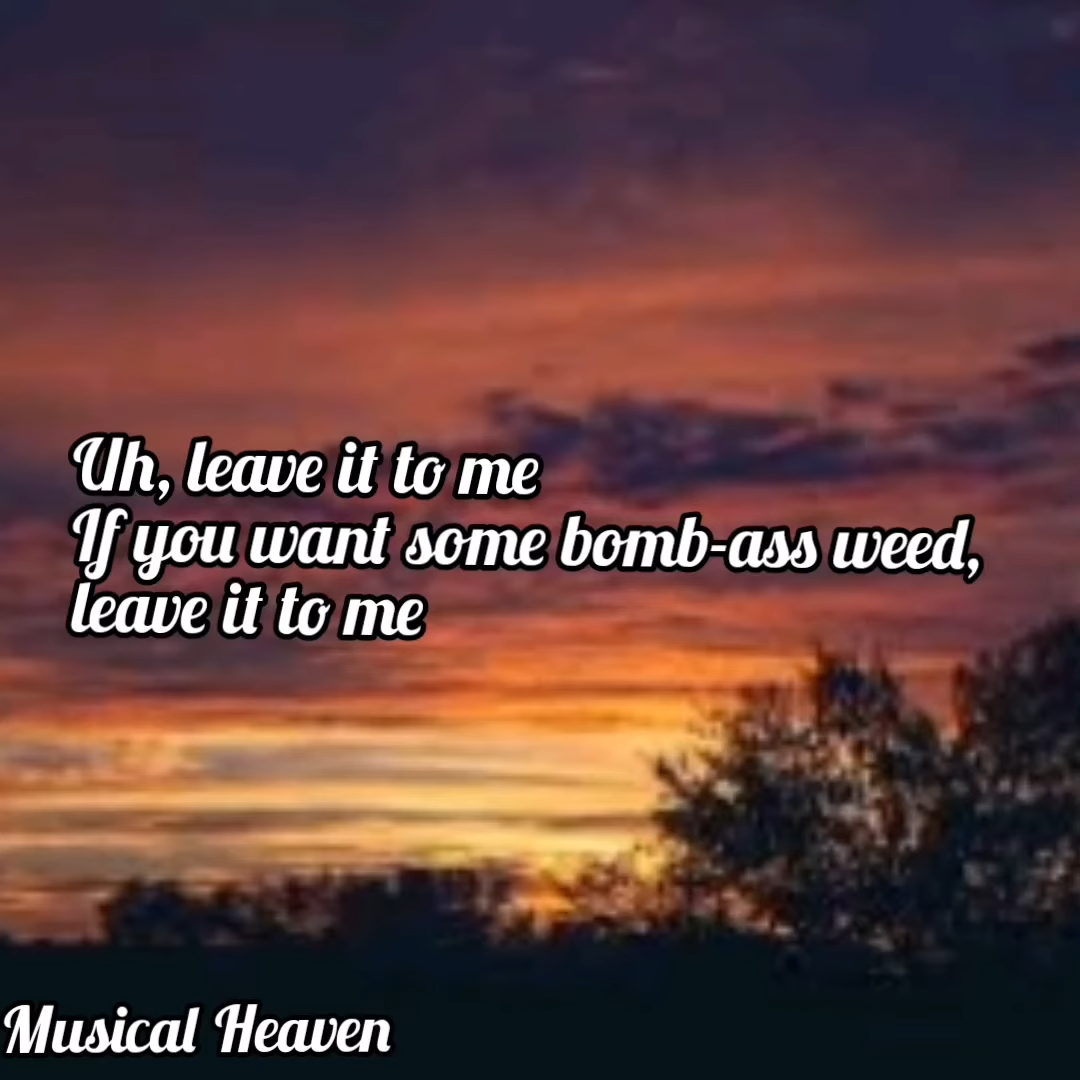 Uh, leave it to me
If you want some bomb-ass weed,
leave it to me
Musical Heaven